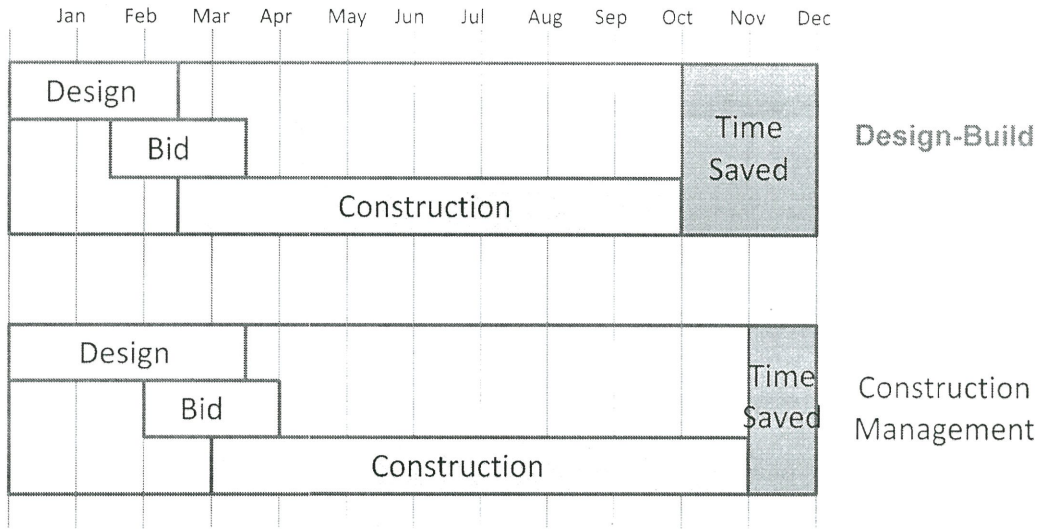 Jan Feb Mar Apr May Jun Jul Aug Sep Oct Nov Dec
Design
Bid
Construction
Time
Saved
Design-Build
Design
Bid
Construction
Time
Saved
Construction
Management